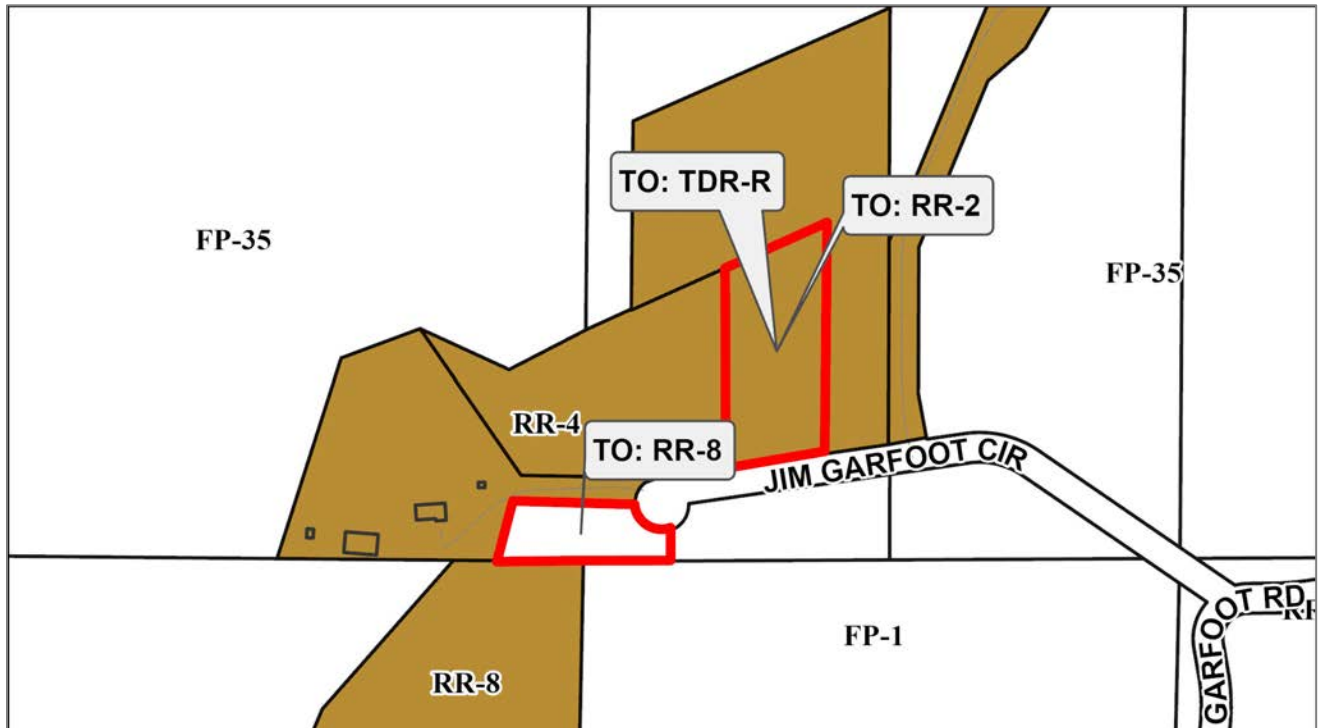 TO: TDR-R
TO: RR-2
FP-35
FP-35
RR-4
TO: RR-8
JIM GARFOOT CIR
GARFOOT RD
FP-1
RR-8